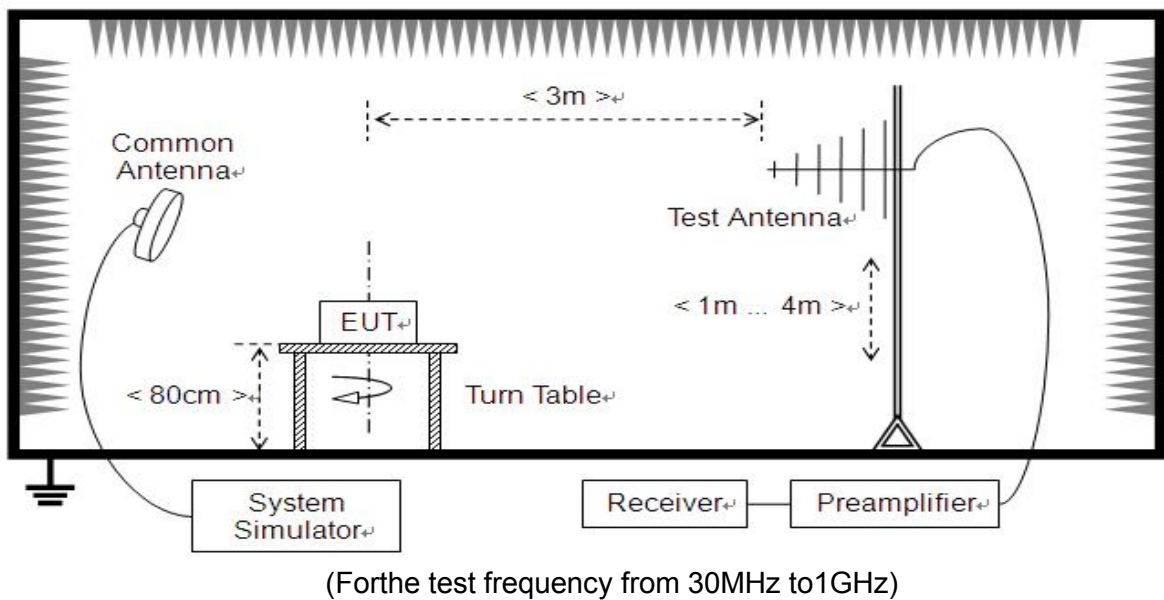 < 3m >↵
Common
Antenna↵
Test Antenna↵
< 1m ... 4m >↵
EUT↵
< 80cm >↵
Turn Table↵
System
Simulator↵
Receiver↵
Preamplifier↵
(Forthe test frequency from 30MHz to1GHz)